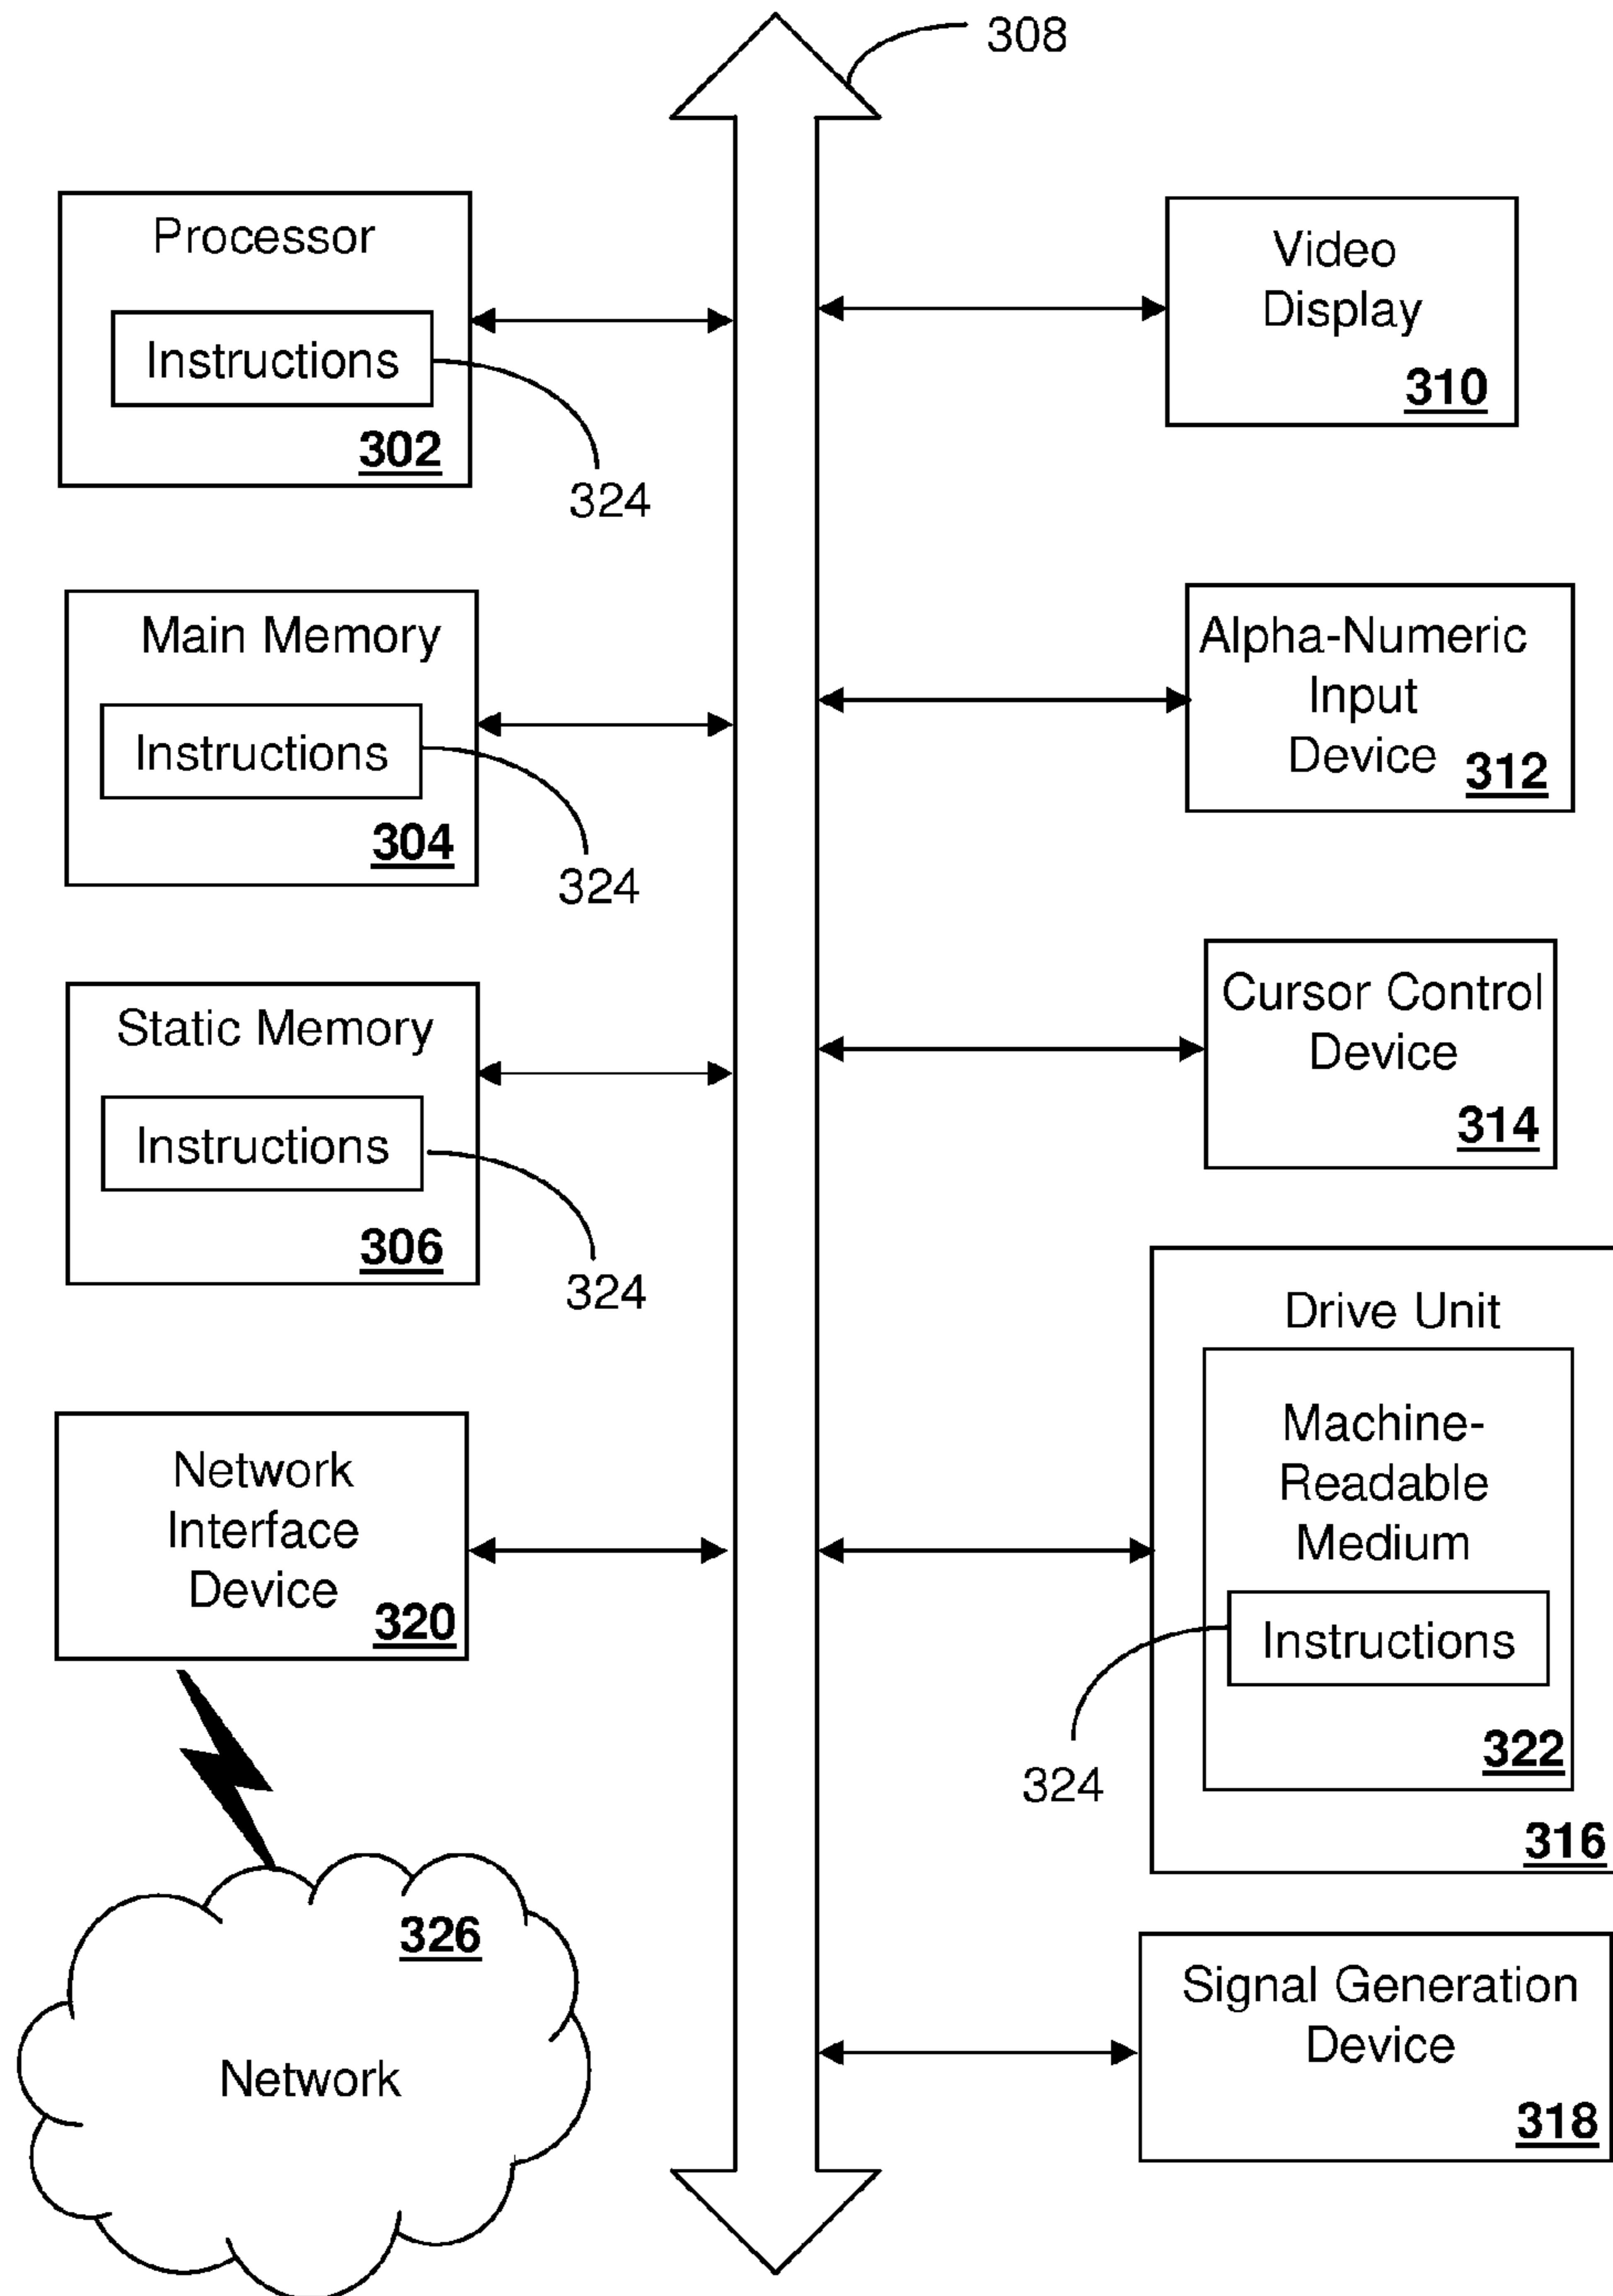 308
Processor
Instructions
302
324
Main Memory
Instructions
304
324
Static Memory
Instructions
306
324
Network
Interface
Device
320
326
Network
Video
Display
310
Alpha-Numeric
Input
Device
312
Cursor Control
Device
314
Drive Unit
Machine-
Readable
Medium
Instructions
324
322
316
Signal Generation
Device
318